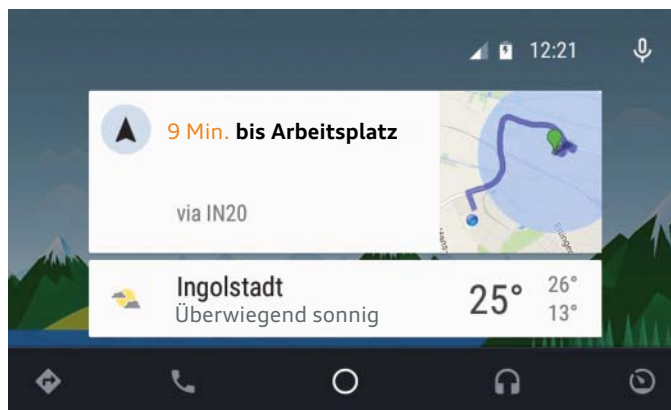 12:21
9 Min. bis Arbeitsplatz
via IN20
Ingolstadt
Überwiegend sonnig
25°
26°
13°